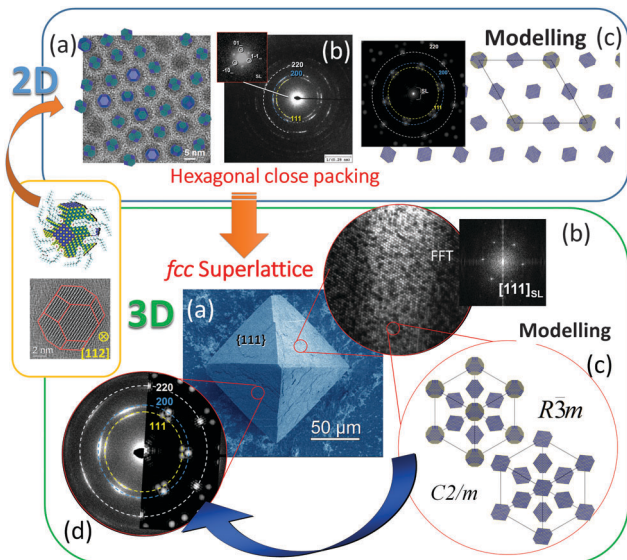 2D
(a)
5 nm
01
1-1
-10
SL
(b)
220
200
111
220
200
SL
111
Modelling
(c)
Hexagonal close packing
2 nm
[112]
3D
fcc Superlattice
(a)
{111}
50 µm
FFT
(b)
[111]SL
Modelling
(c)
R3̄m
C2/m
220
200
111
(d)